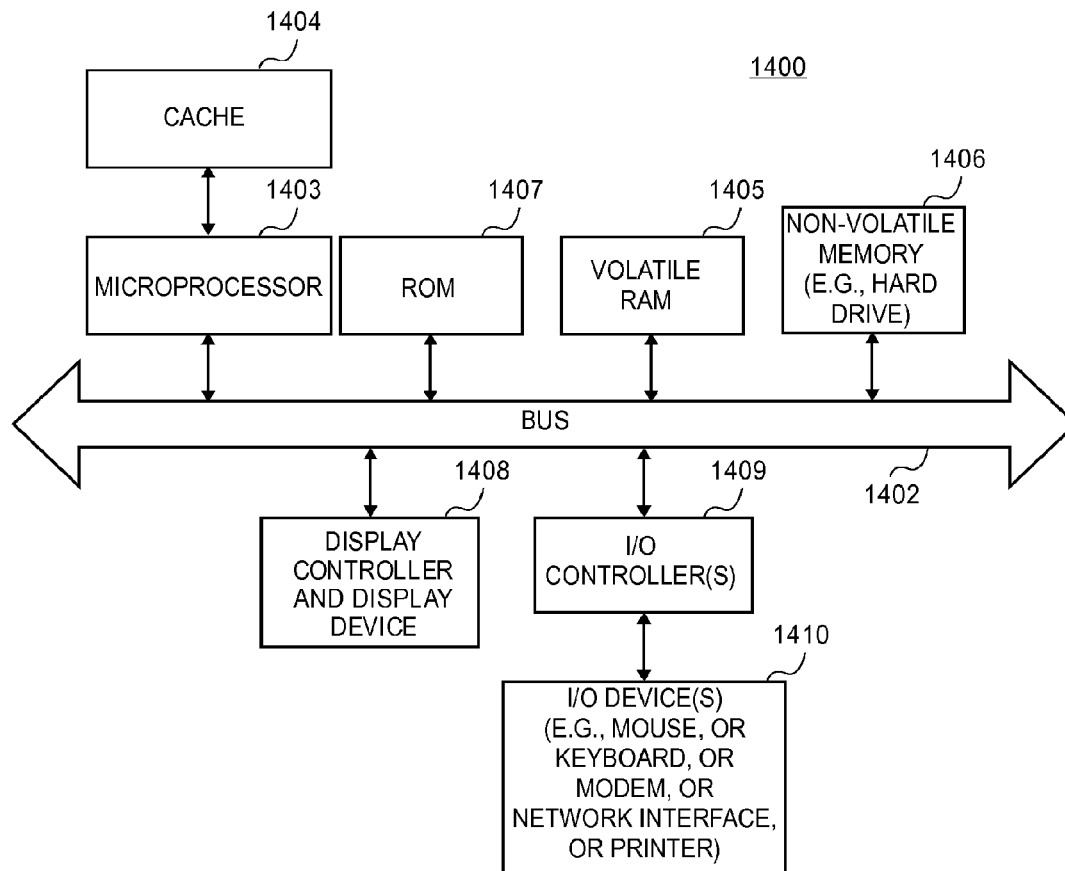 1404
1400
CACHE
1403
1407
1405
1406
MICROPROCESSOR
ROM
VOLATILE
RAM
NON-VOLATILE
MEMORY
(E.G., HARD
DRIVE)
BUS
1402
1408
1409
DISPLAY
CONTROLLER
AND DISPLAY
DEVICE
I/O
CONTROLLER(S)
1410
I/O DEVICE(S)
(E.G., MOUSE, OR
KEYBOARD, OR
MODEM, OR
NETWORK INTERFACE,
OR PRINTER)